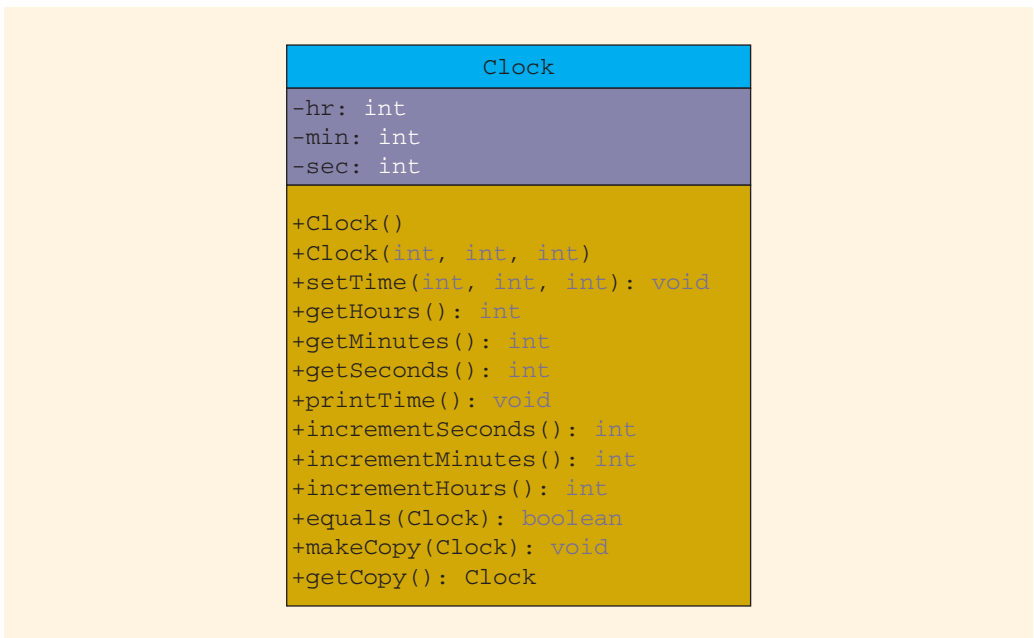 Clock
-hr: int
-min: int
-sec: int
+Clock()
+Clock(int, int, int)
+setTime(int, int, int): void
+getHours(): int
+getMinutes(): int
+getSeconds(): int
+printTime(): void
+incrementSeconds(): int
+incrementMinutes(): int
+incrementHours(): int
+equals(Clock): boolean
+makeCopy(Clock): void
+getCopy(): Clock